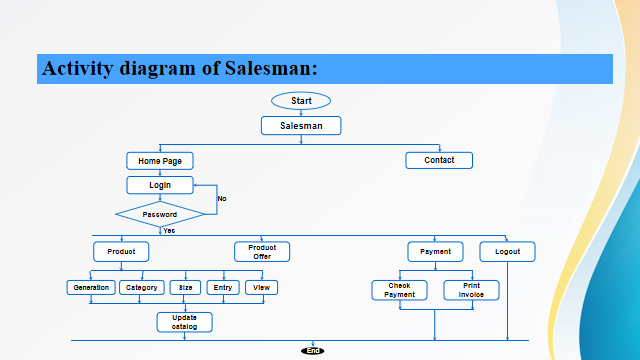 Activity diagram of Salesman:
Start
Salesman
Home Page
Contact
Login
No
Password
Yes
Product
Product
Offer
Payment
Logout
Generation
Category
Size
Entry
View
Check
Payment
Print
Invoice
Update
catalog
End